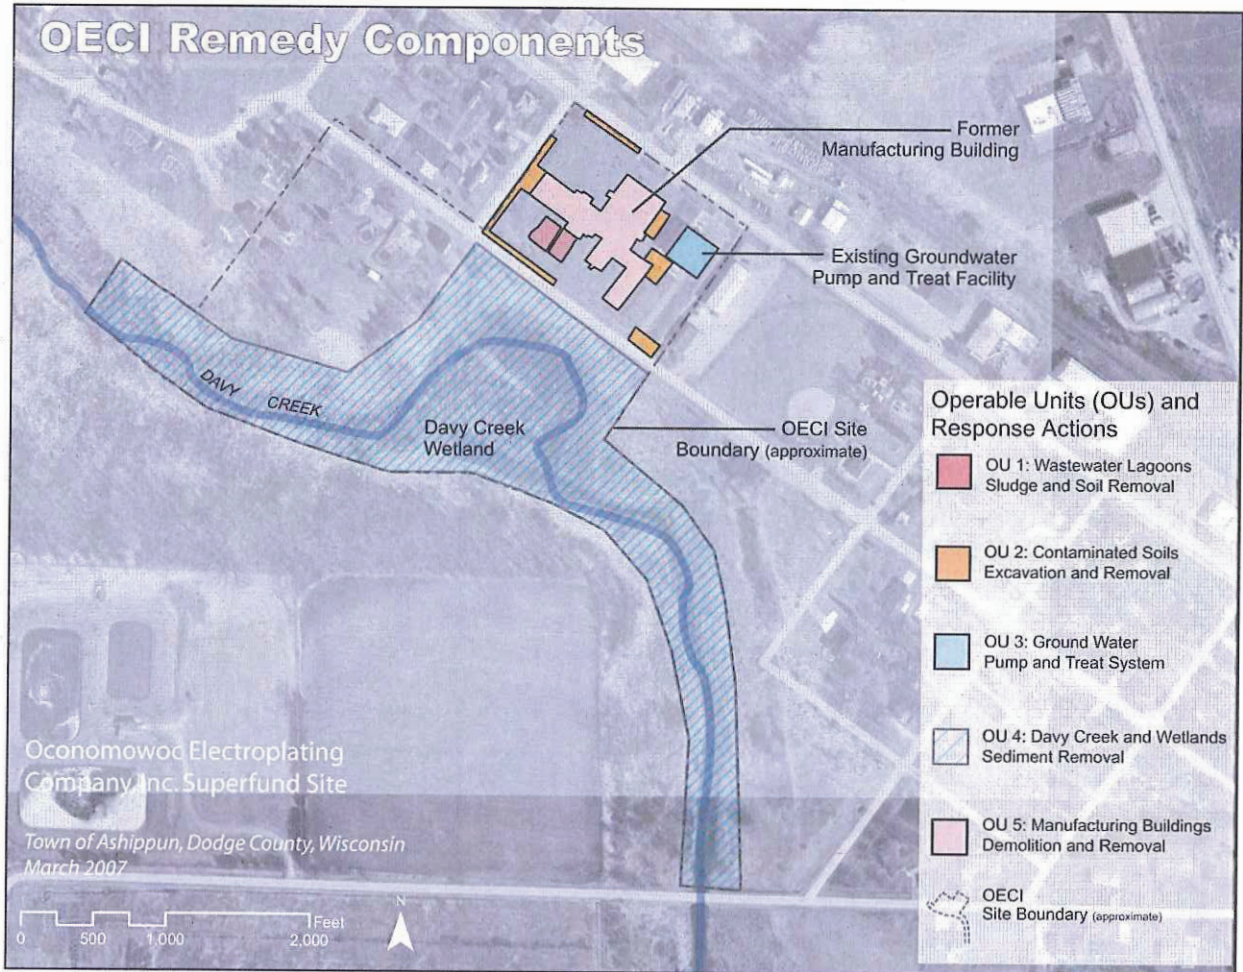 OECI Remedy Components
Former
Manufacturing Building
Existing Groundwater
Pump and Treat Facility
DAVY CREEK
Davy Creek
Wetland
OECI Site
Boundary (approximate)
Operable Units (OUs) and
Response Actions
OU 1: Wastewater Lagoons
Sludge and Soil Removal
OU 2: Contaminated Soils
Excavation and Removal
OU 3: Ground Water
Pump and Treat System
OU 4: Davy Creek and Wetlands
Sediment Removal
OU 5: Manufacturing Buildings
Demolition and Removal
OECI
Site Boundary (approximate)
Oconomowoc Electroplating
Company, Inc. Superfund Site
Town of Ashippun, Dodge County, Wisconsin
March 2007
Feet
0 500 1,000 2,000
N